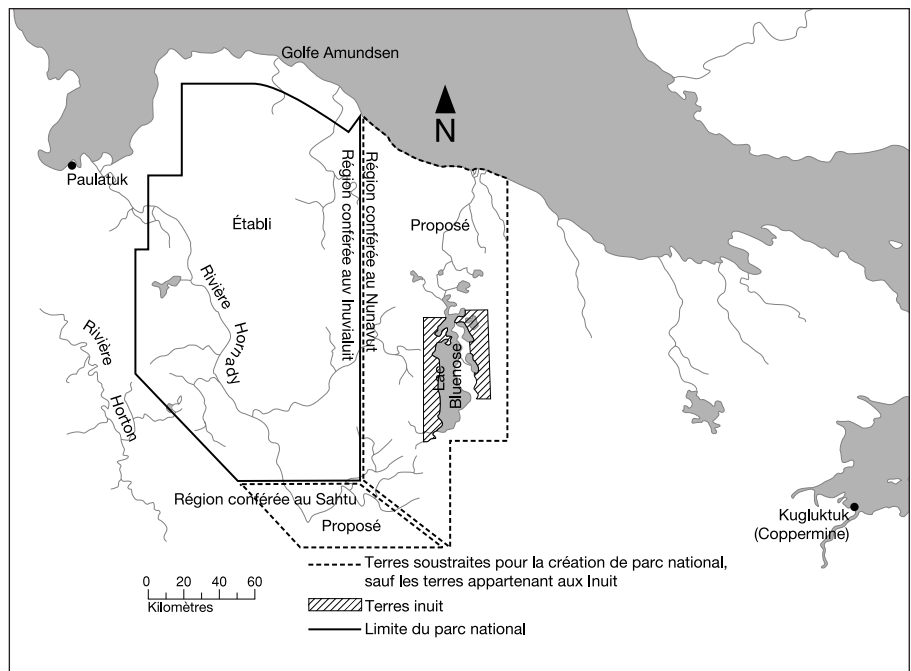 Golfe Amundsen
N
Paulatuk
Région conférée auv Inuvialuit
Région conférée au Nunavut
Établi
Proposé
Rivière
Hornady
Rivière
Horton
Lac
Bluenose
Région conférée au Sahtu
Proposé
Kugluktuk
(Coppermine)
0 20 40 60
Kilomètres
Terres soustraites pour la création de parc national,
sauf les terres appartenant aux Inuit
Terres inuit
Limite du parc national